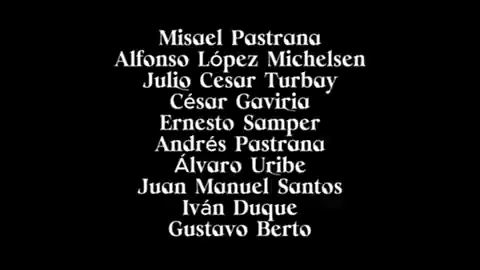 Misael Pastrana
Alfonso López Michelsen
Julio Cesar Turbay
César Gaviria
Ernesto Samper
Andrés Pastrana
Álvaro Uribe
Juan Manuel Santos
Iván Duque
Gustavo Berto